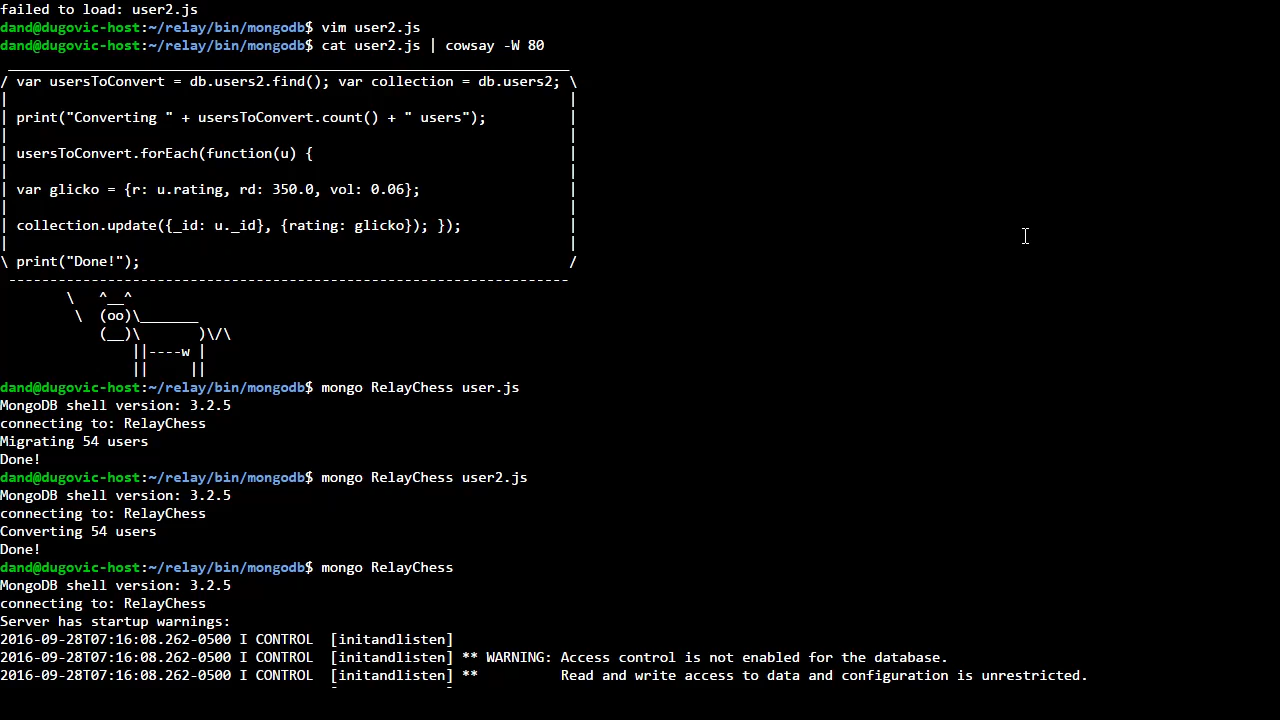 failed to load: user2.js
dand@dugovic-host:~/relay/bin/mongodb$ vim user2.js
dand@dugovic-host:~/relay/bin/mongodb$ cat user2.js | cowsay -W 80
 ____________________________________________________________________
/ var usersToConvert = db.users2.find(); var collection = db.users2; \
|                                                                    |
| print("Converting " + usersToConvert.count() + " users");          |
|                                                                    |
| usersToConvert.forEach(function(u) {                               |
|                                                                    |
| var glicko = {r: u.rating, rd: 350.0, vol: 0.06};                  |
|                                                                    |
| collection.update({_id: u._id}, {rating: glicko}); });             |
|                                                                    |
\ print("Done!");                                                    /
 --------------------------------------------------------------------
        \   ^__^
         \  (oo)\_______
            (__)\       )\/\
                ||----w |
                ||     ||
dand@dugovic-host:~/relay/bin/mongodb$ mongo RelayChess user.js
MongoDB shell version: 3.2.5
connecting to: RelayChess
Migrating 54 users
Done!
dand@dugovic-host:~/relay/bin/mongodb$ mongo RelayChess user2.js
MongoDB shell version: 3.2.5
connecting to: RelayChess
Converting 54 users
Done!
dand@dugovic-host:~/relay/bin/mongodb$ mongo RelayChess
MongoDB shell version: 3.2.5
connecting to: RelayChess
Server has startup warnings:
2016-09-28T07:16:08.262-0500 I CONTROL  [initandlisten]
2016-09-28T07:16:08.262-0500 I CONTROL  [initandlisten] ** WARNING: Access control is not enabled for the database.
2016-09-28T07:16:08.262-0500 I CONTROL  [initandlisten] **          Read and write access to data and configuration is unrestricted.